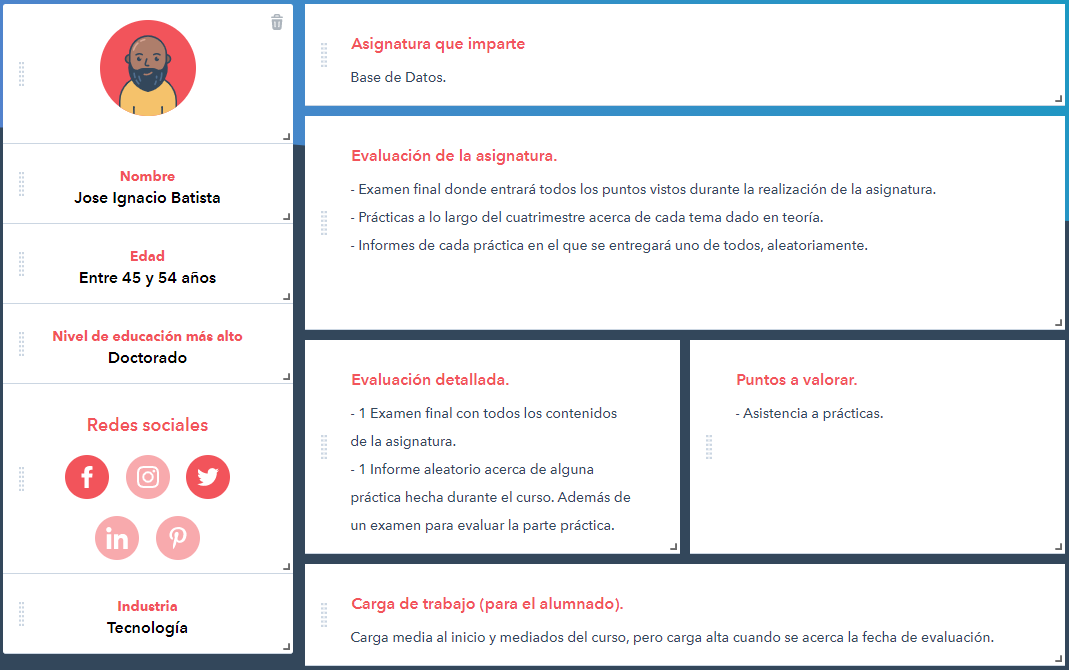 Nombre
Jose Ignacio Batista
Edad
Entre 45 y 54 años
Nivel de educación más alto
Doctorado
Redes sociales
Industria
Tecnología
Asignatura que imparte
Base de Datos.
Evaluación de la asignatura.
- Examen final donde entrará todos los puntos vistos durante la realización de la asignatura.
- Prácticas a lo largo del cuatrimestre acerca de cada tema dado en teoría.
- Informes de cada práctica en el que se entregará uno de todos, aleatoriamente.
Evaluación detallada.
- 1 Examen final con todos los contenidos
de la asignatura.
- 1 Informe aleatorio acerca de alguna
práctica hecha durante el curso. Además de
un examen para evaluar la parte práctica.
Puntos a valorar.
- Asistencia a prácticas.
Carga de trabajo (para el alumnado).
Carga media al inicio y mediados del curso, pero carga alta cuando se acerca la fecha de evaluación.